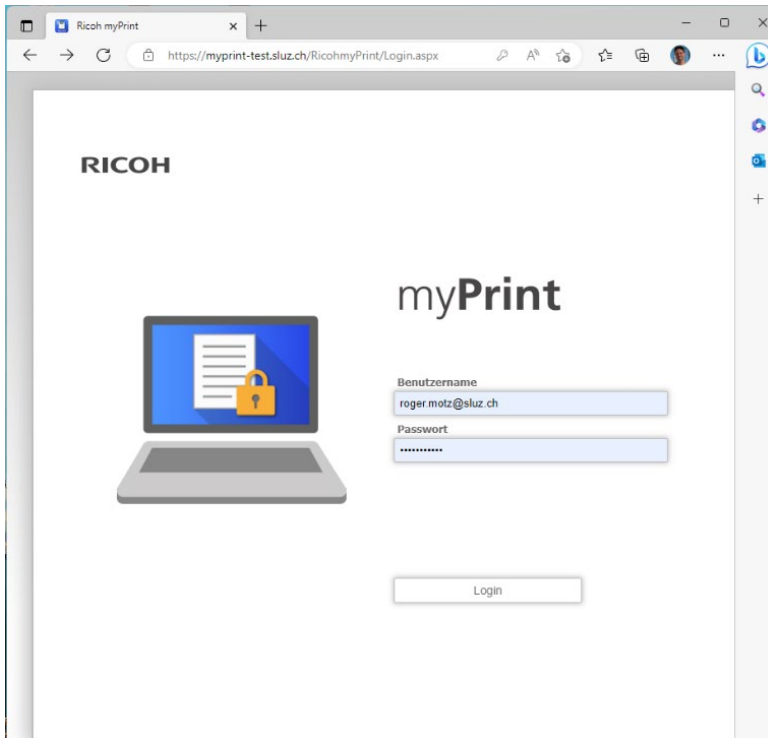 Ricoh myPrint
https://myprint-test.sluz.ch/RicohmyPrint/Login.aspx
RICOH
myPrint
Benutzername
roger.motz@sluz.ch
Passwort
•••••••••••
Login